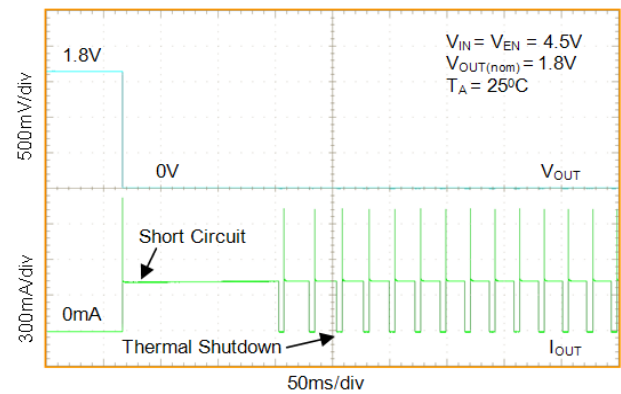 1.8V
V_IN = V_EN = 4.5V
V_OUT(nom) = 1.8V
T_A = 25⁰C
500mV/div
0V
V_OUT
Short Circuit
300mA/div
0mA
Thermal Shutdown
I_OUT
50ms/div